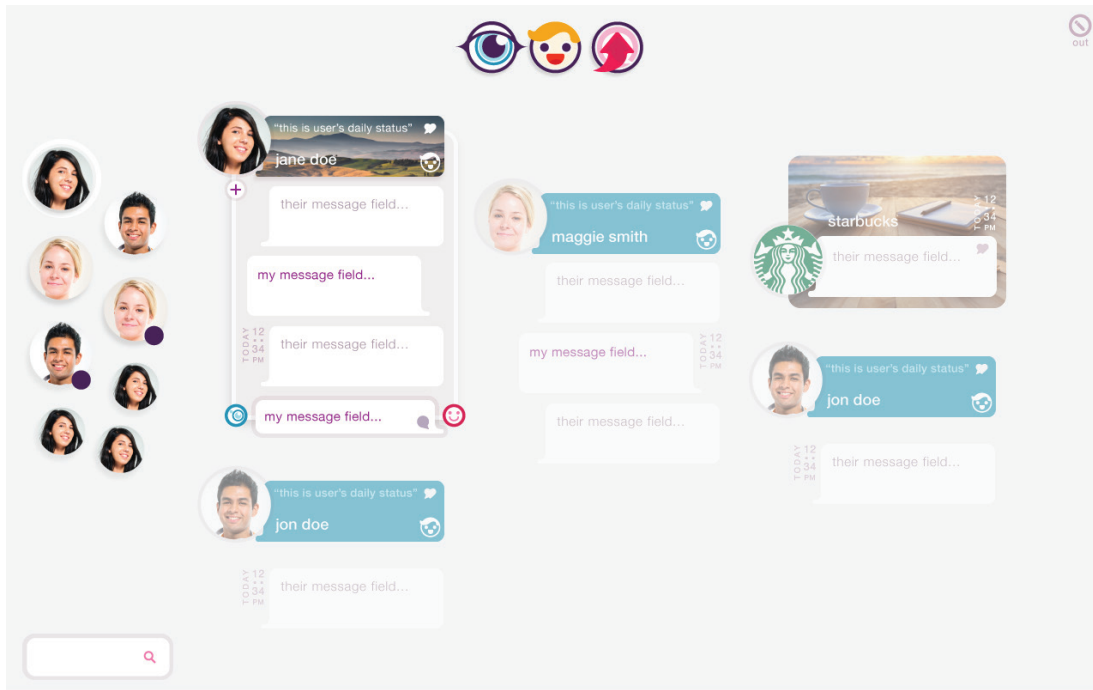 out
“this is user's daily status”
jane doe
their message field...
my message field...
TODAY
12
34
PM
their message field...
my message field...
“this is user's daily status”
jon doe
TODAY
12
34
PM
their message field...
“this is user's daily status”
maggie smith
their message field...
my message field...
TODAY
12
34
PM
their message field...
TODAY
12
34
PM
starbucks
their message field...
“this is user's daily status”
jon doe
TODAY
12
34
PM
their message field...